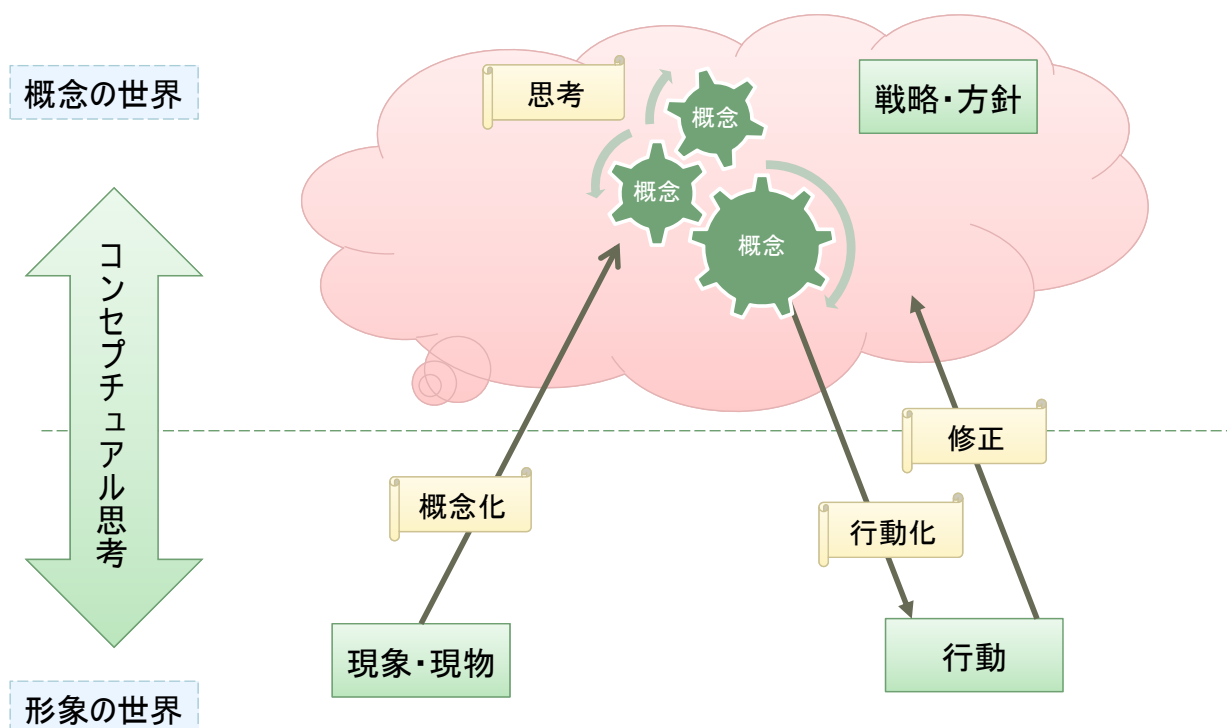 概念の世界
思考
概念
戦略・方針
概念
概念
コンセプチュアル思考
修正
概念化
行動化
現象・現物
行動
形象の世界